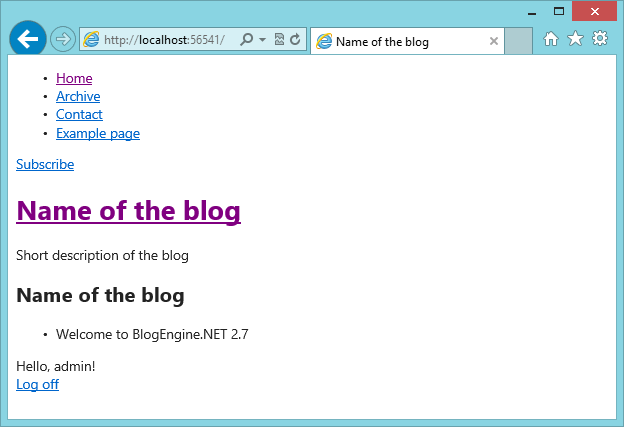 http://localhost:56541/
Name of the blog
• Home
• Archive
• Contact
• Example page
Subscribe
Name of the blog
Short description of the blog
Name of the blog
• Welcome to BlogEngine.NET 2.7
Hello, admin!
Log off